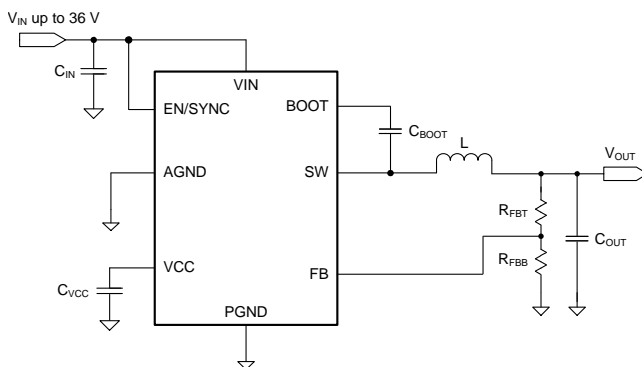 VIN up to 36 V
CIN
VIN
EN/SYNC
BOOT
CBOOT
AGND
SW
L
VOUT
RFBT
COUT
RFBB
VCC
FB
CVCC
PGND